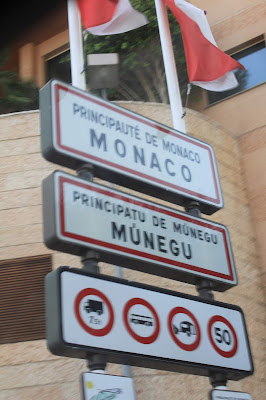 PRINCIPAUTÉ DE MONACO
MONACO
PRINCIPATU DE MÚNEGU
MÚNEGU
50